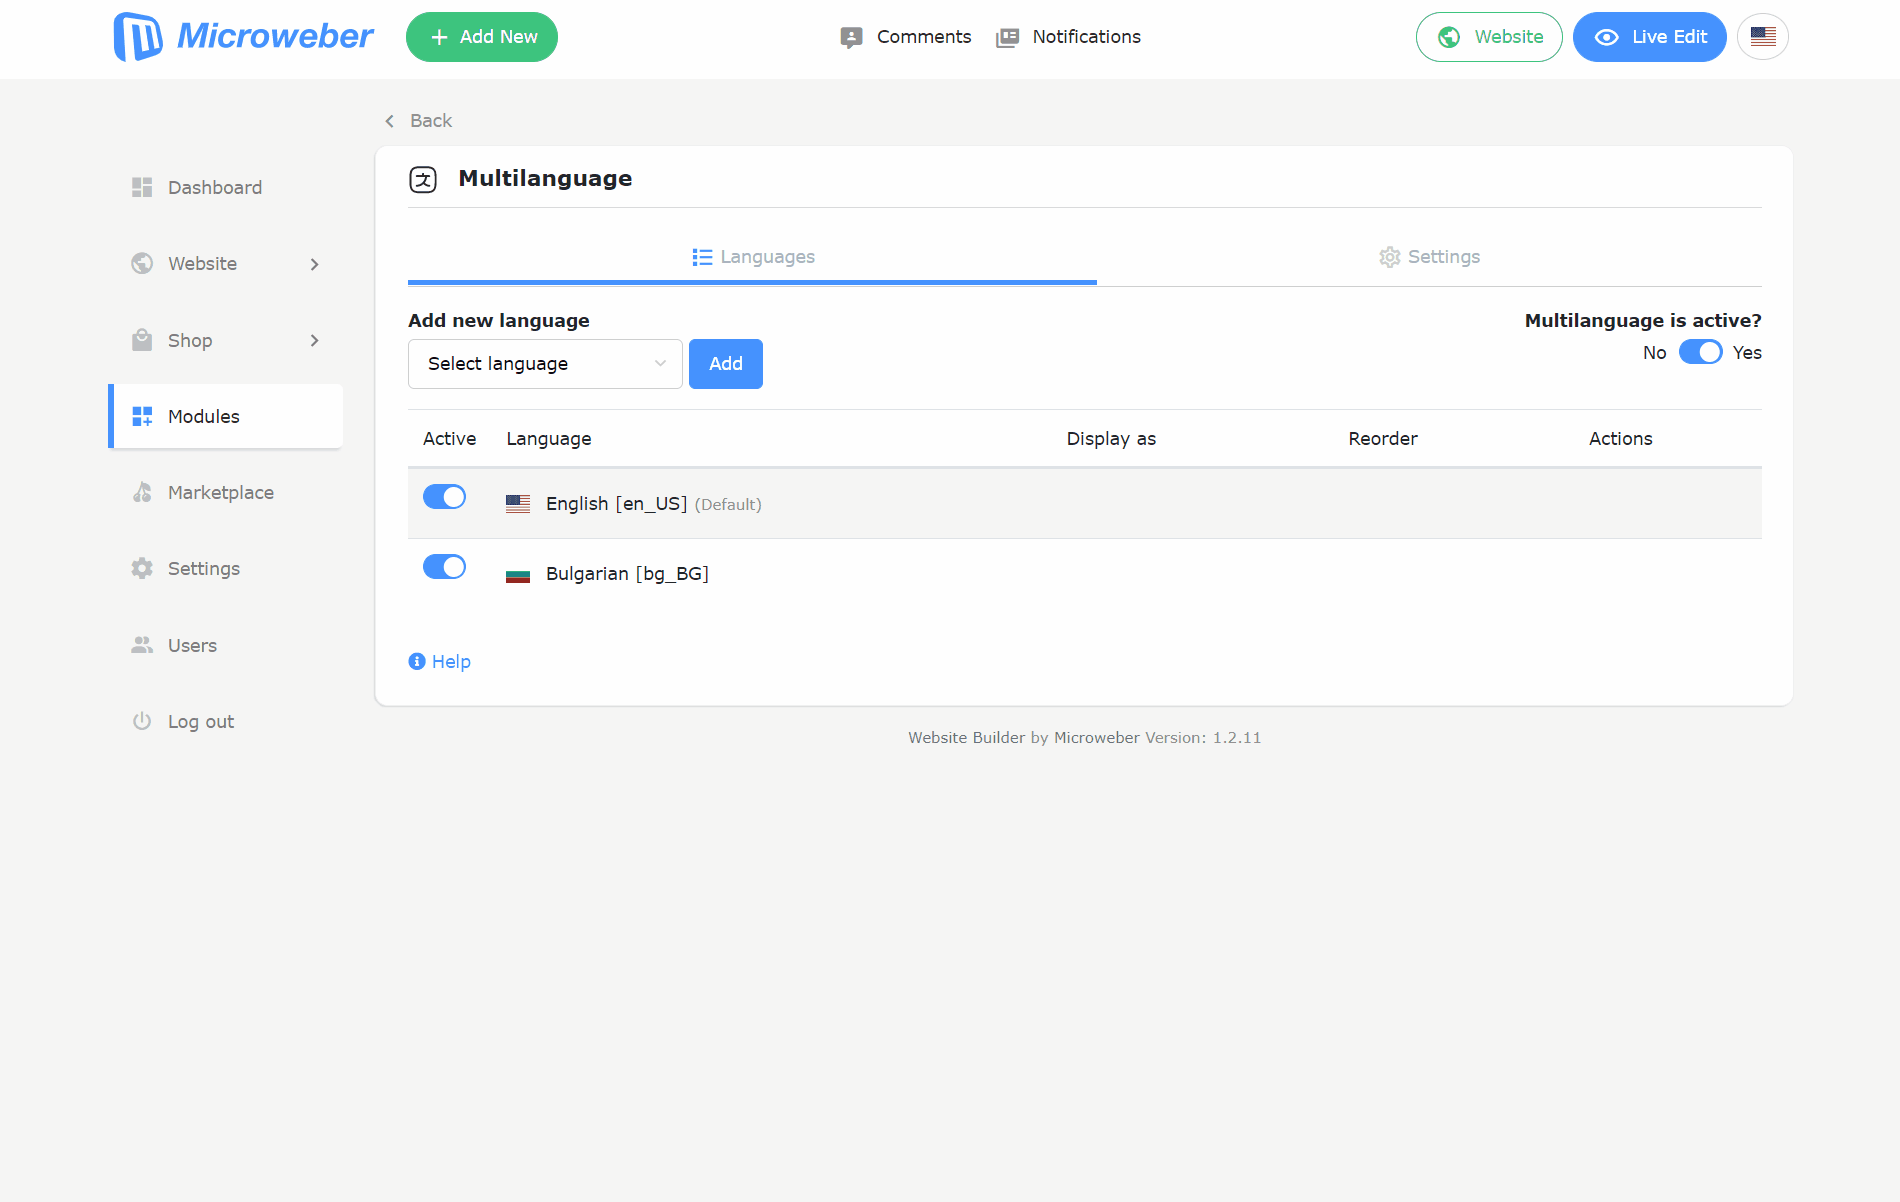 Microweber
Add New
Comments
Notifications
Website
Live Edit
Back
Dashboard
Website
Shop
Modules
Marketplace
Settings
Users
Log out
Multilanguage
Languages
Settings
Add new language
Multilanguage is active?
Select language
Add
No
Yes
Active Language Display as Reorder Actions
English [en_US] (Default)
Bulgarian [bg_BG]
Help
Website Builder by Microweber Version: 1.2.11